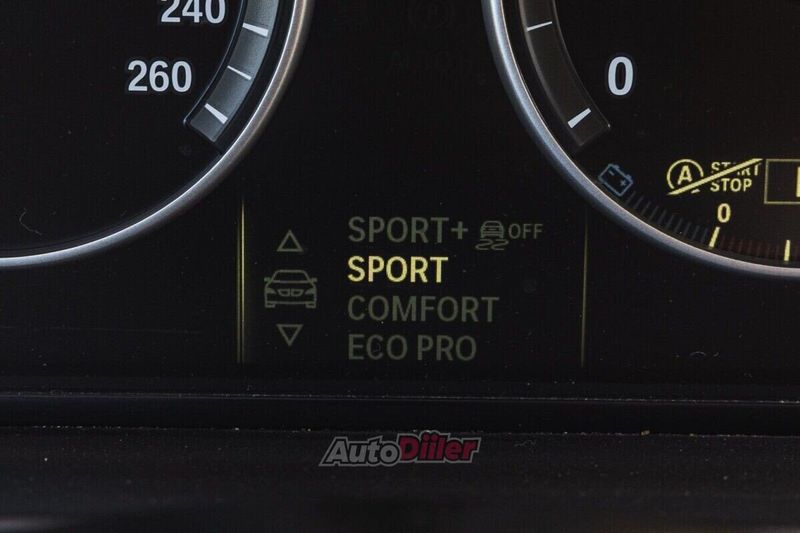 240
260
0
A START
STOP
0
SPORT+ OFF
SPORT
COMFORT
ECO PRO
AutoDiiler